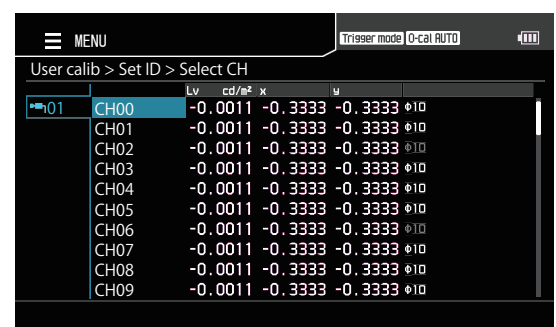 MENU Trigger mode 0-cal AUTO
User calib > Set ID > Select CH
Lv cd/m² x y
01 CH00 -0.0011 -0.3333 -0.3333 Φ10
CH01 -0.0011 -0.3333 -0.3333 Φ10
CH02 -0.0011 -0.3333 -0.3333 Φ10
CH03 -0.0011 -0.3333 -0.3333 Φ10
CH04 -0.0011 -0.3333 -0.3333 Φ10
CH05 -0.0011 -0.3333 -0.3333 Φ10
CH06 -0.0011 -0.3333 -0.3333 Φ10
CH07 -0.0011 -0.3333 -0.3333 Φ10
CH08 -0.0011 -0.3333 -0.3333 Φ10
CH09 -0.0011 -0.3333 -0.3333 Φ10